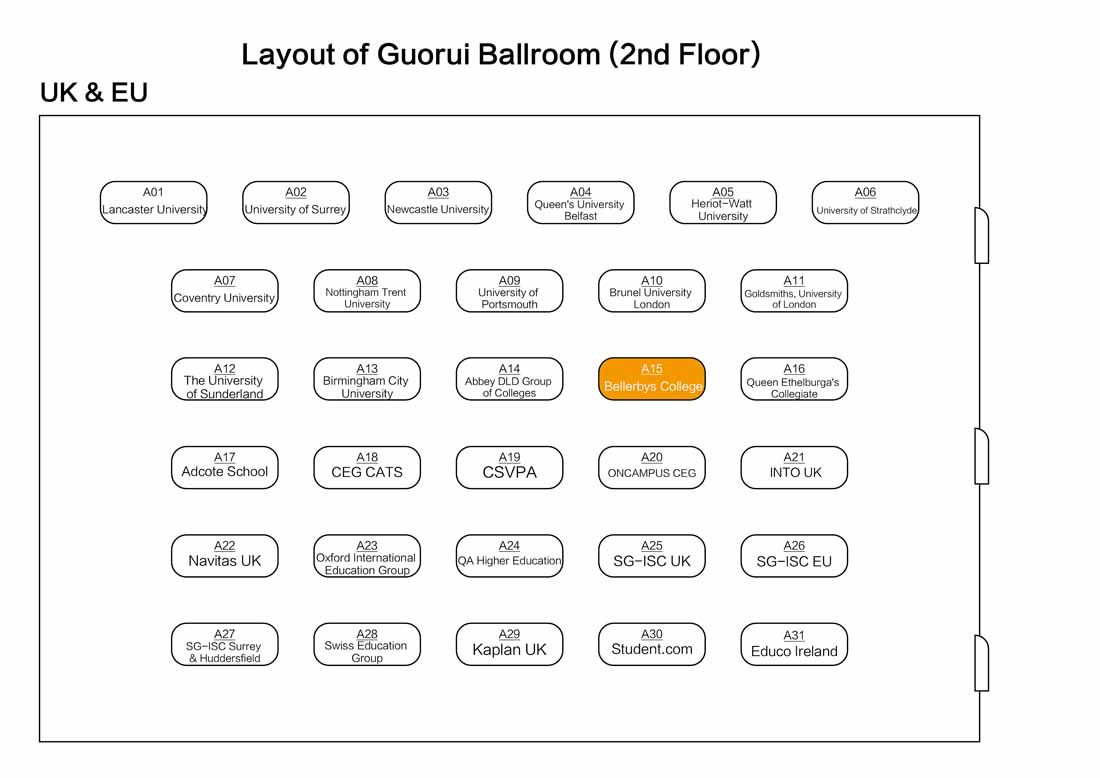 Layout of Guorui Ballroom (2nd Floor)
UK & EU
A01
Lancaster University
A02
University of Surrey
A03
Newcastle University
A04
Queen's University
Belfast
A05
Heriot-Watt
University
A06
University of Strathclyde
A07
Coventry University
A08
Nottingham Trent
University
A09
University of
Portsmouth
A10
Brunel University
London
A11
Goldsmiths, University
of London
A12
The University
of Sunderland
A13
Birmingham City
University
A14
Abbey DLD Group
of Colleges
A15
Bellerbys College
A16
Queen Ethelburga's
Collegiate
A17
Adcote School
A18
CEG CATS
A19
CSVPA
A20
ONCAMPUS CEG
A21
INTO UK
A22
Navitas UK
A23
Oxford International
Education Group
A24
QA Higher Education
A25
SG-ISC UK
A26
SG-ISC EU
A27
SG-ISC Surrey
& Huddersfield
A28
Swiss Education
Group
A29
Kaplan UK
A30
Student.com
A31
Educo Ireland